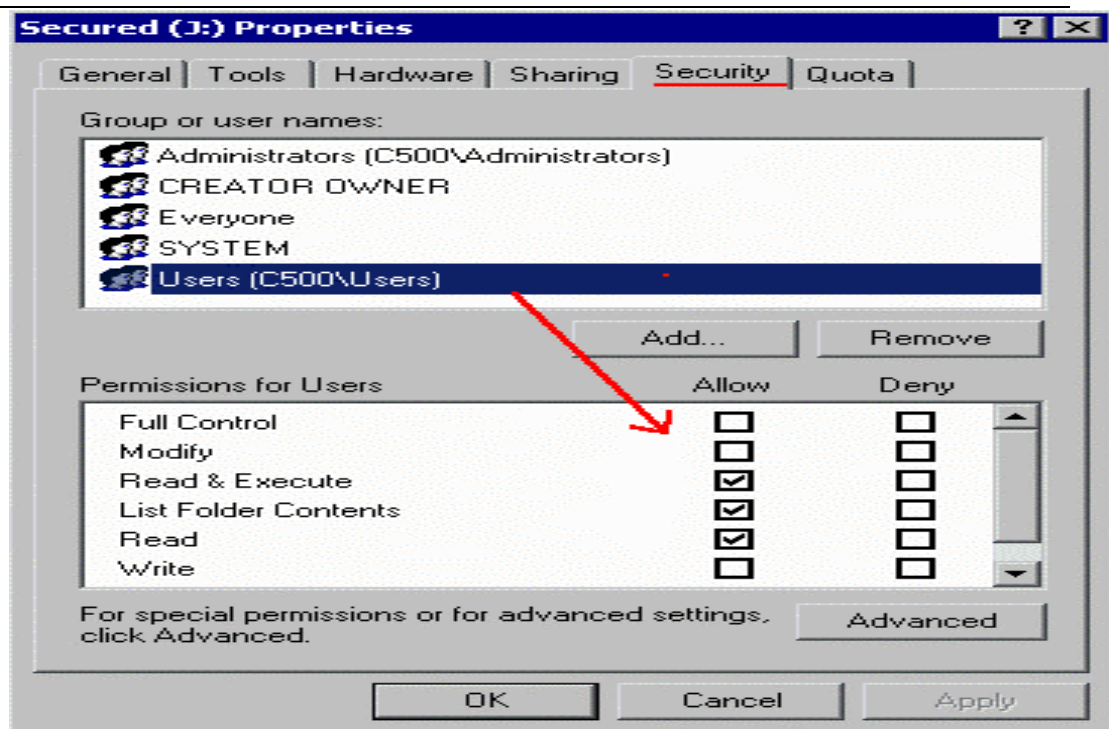 Secured (J:) Properties
General Tools Hardware Sharing Security Quota
Group or user names:
Administrators (C500\Administrators)
CREATOR OWNER
Everyone
SYSTEM
Users (C500\Users)
Add... Remove
Permissions for Users Allow Deny
Full Control
Modify
Read & Execute
List Folder Contents
Read
Write
For special permissions or for advanced settings,
click Advanced.
Advanced
OK Cancel Apply